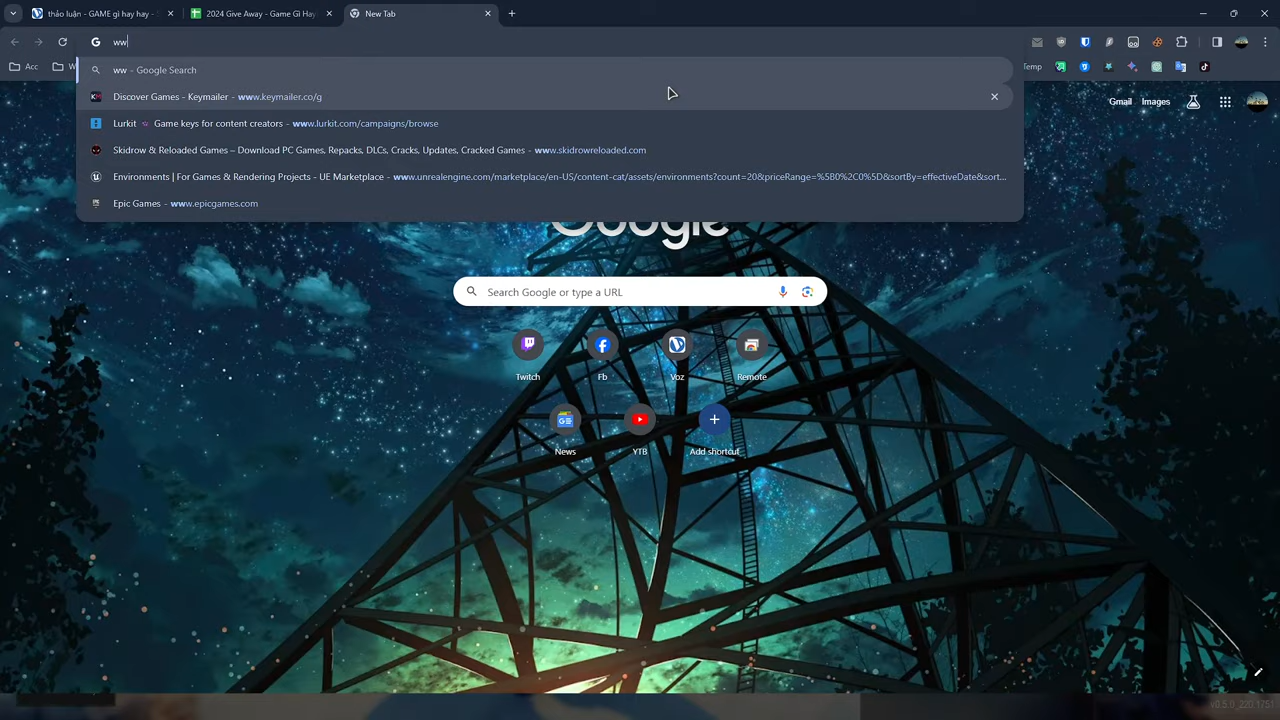 thảo luận - GAME gì hay hay -
2024 Give Away - Game Gì Hay
New Tab
ww
Acc
W
Temp
ww - Google Search
Discover Games - Keymailer - www.keymailer.co/g
Lurkit Game keys for content creators - www.lurkit.com/campaigns/browse
Skidrow & Reloaded Games – Download PC Games, Repacks, DLCs, Cracks, Updates, Cracked Games - www.skidrowreloaded.com
Environments | For Games & Rendering Projects - UE Marketplace - www.unrealengine.com/marketplace/en-US/content-cat/assets/environments?count=20&priceRange=%5B0%2C0%5D&sortBy=effectiveDate&sort...
Epic Games - www.epicgames.com
Gmail Images
Google
Search Google or type a URL
Twitch Fb Voz Remote
News YTB Add shortcut
v0.5.0_220.1751